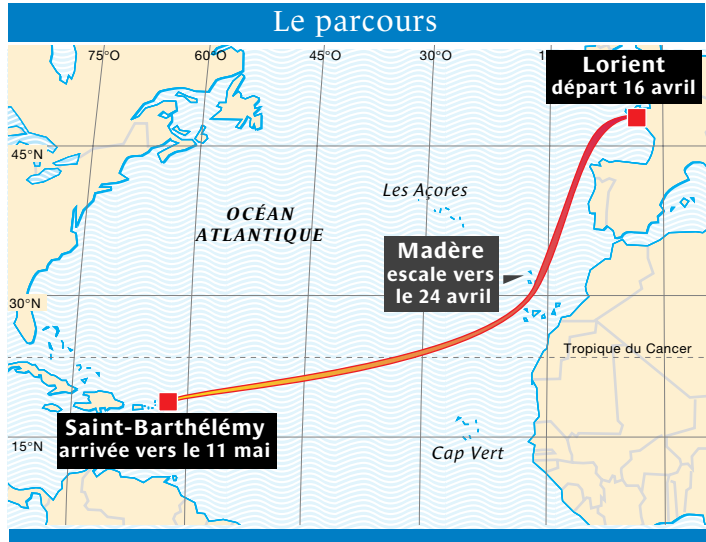 Le parcours
75°O
60°O
45°O
30°O
Lorient
départ 16 avril
45°N
Les Açores
OCÉAN
ATLANTIQUE
Madère
escale vers
le 24 avril
30°N
Tropique du Cancer
Saint-Barthélémy
arrivée vers le 11 mai
15°N
Cap Vert